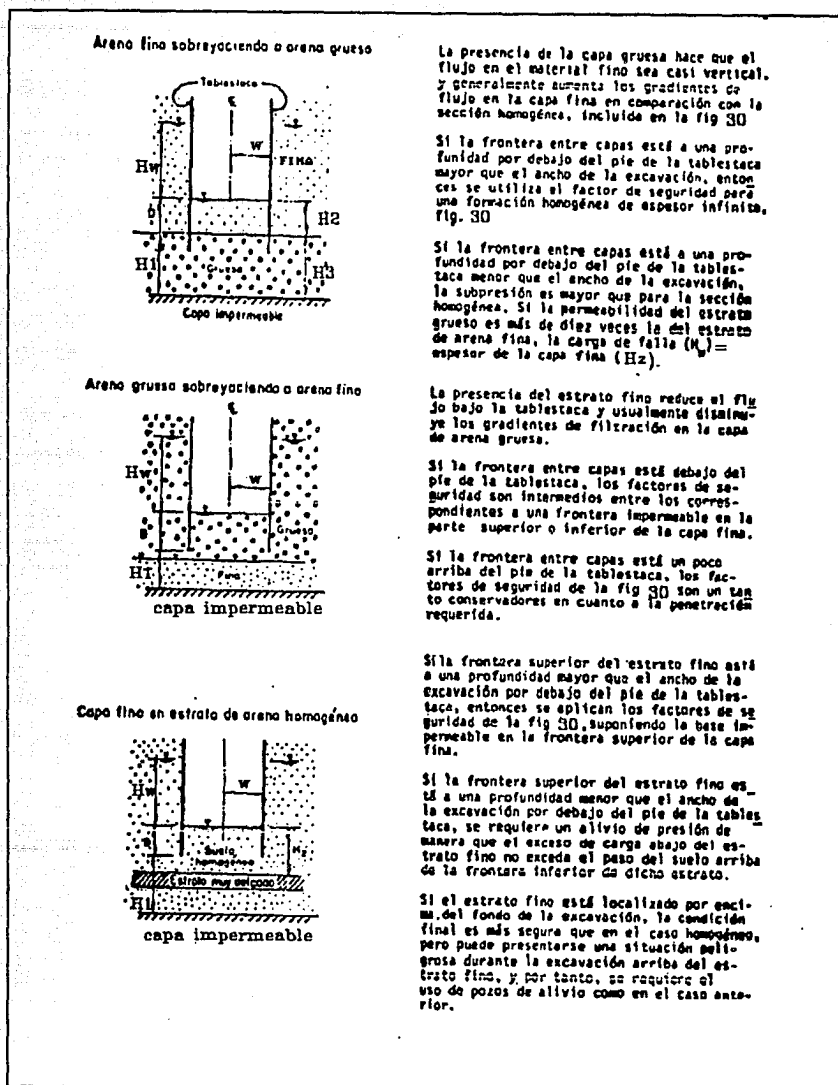 Arena fina sobreyaciendo a arena gruesa
Tablestaca
W
FINA
Hw
D
H2
H1
Gruesa
H3
Capa impermeable
La presencia de la capa gruesa hace que el
flujo en el material fino sea casi vertical,
y generalmente aumenta los gradientes de
flujo en la capa fina en comparación con la
sección homogénea, incluida en la fig 30
Si la frontera entre capas está a una pro-
fundidad por debajo del pie de la tablestaca
mayor que el ancho de la excavación, enton
ces se utiliza el factor de seguridad para
una formación homogénea de espesor infinito,
fig. 30
Si la frontera entre capas está a una pro-
fundidad por debajo del pie de la tables-
taca menor que el ancho de la excavación,
la subpresión es mayor que para la sección
homogénea. Si la permeabilidad del estrato
grueso es más de diez veces la del estrato
de arena fina, la carga de falla (Hw)=
espesor de la capa fina (Hz).
Arena gruesa sobreyaciendo a arena fina
Hw
W
Gruesa
H1
Fina
capa impermeable
La presencia del estrato fino reduce el flu
jo bajo la tablestaca y usualmente disminu-
ye los gradientes de filtración en la capa
de arena gruesa.
Si la frontera entre capas está debajo del
pie de la tablestaca, los factores de se-
guridad son intermedios entre los corres-
pondientes a una frontera impermeable en la
parte superior o inferior de la capa fina.
Si la frontera entre capas está un poco
arriba del pie de la tablestaca, los fac-
tores de seguridad de la fig 30 son un tan
to conservadores en cuanto a la penetración
requerida.
Capa fina en estrato de arena homogénea
Hw
W
Suelo
homogéneo
Hz
Estrato muy delgado
H1
capa impermeable
Si la frontera superior del estrato fino está
a una profundidad mayor que el ancho de la
excavación por debajo del pie de la tables-
taca, entonces se aplican los factores de se
guridad de la fig 30, suponiendo la base im-
permeable en la frontera superior de la capa
fina.
Si la frontera superior del estrato fino es
tá a una profundidad menor que el ancho de
la excavación por debajo del pie de la tables
taca, se requiere un alivio de presión de
manera que el exceso de carga abajo del es-
trato fino no exceda el peso del suelo arriba
de la frontera inferior de dicho estrato.
Si el estrato fino está localizado por enci-
ma del fondo de la excavación, la condición
final es más segura que en el caso homogéneo,
pero puede presentarse una situación peli-
grosa durante la excavación arriba del es-
trato fino, y por tanto, se requiere el
uso de pozos de alivio como en el caso ante-
rior.